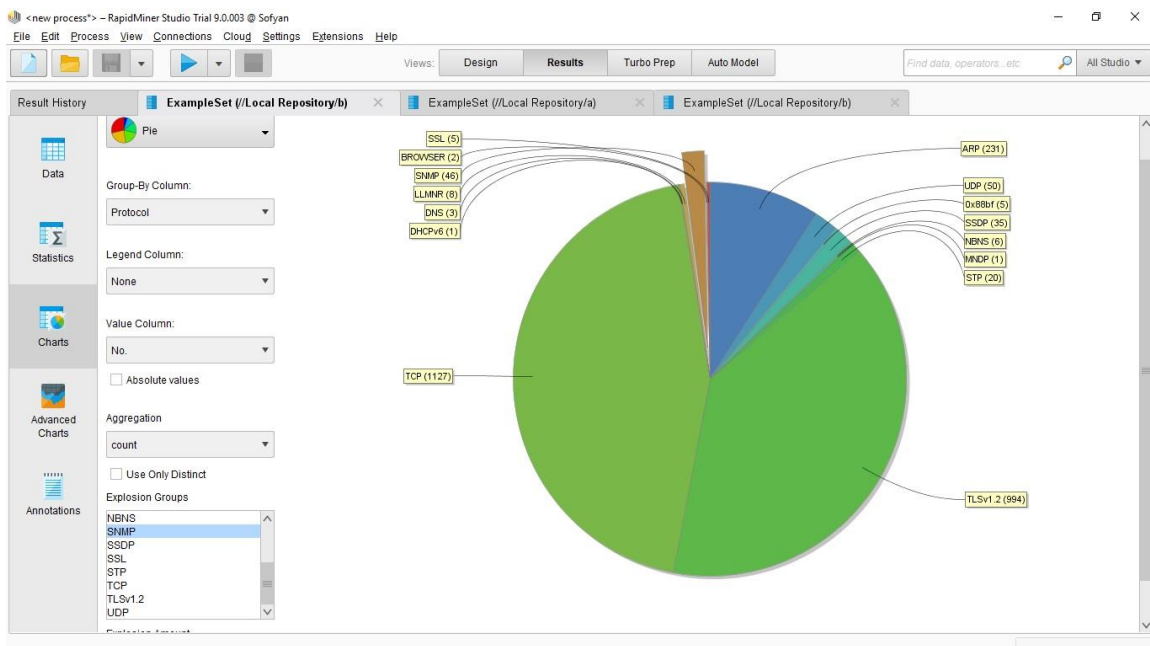 <new process*> – RapidMiner Studio Trial 9.0.003 @ Sofyan
File Edit Process View Connections Cloud Settings Extensions Help
Views: Design Results Turbo Prep Auto Model Find data, operators...etc All Studio
Result History ExampleSet (//Local Repository/b) ExampleSet (//Local Repository/a) ExampleSet (//Local Repository/b)
Data
Statistics
Charts
Advanced
Charts
Annotations
Pie
Group-By Column:
Protocol
Legend Column:
None
Value Column:
No.
Absolute values
Aggregation
count
Use Only Distinct
Explosion Groups
NBNS
SNMP
SSDP
SSL
STP
TCP
TLSv1.2
UDP
Explosion Amount
SSL (5)
BROWSER (2)
SNMP (46)
LLMNR (8)
DNS (3)
DHCPv6 (1)
TCP (1127)
ARP (231)
UDP (50)
0x88bf (5)
SSDP (35)
NBNS (6)
MNDP (1)
STP (20)
TLSv1.2 (994)